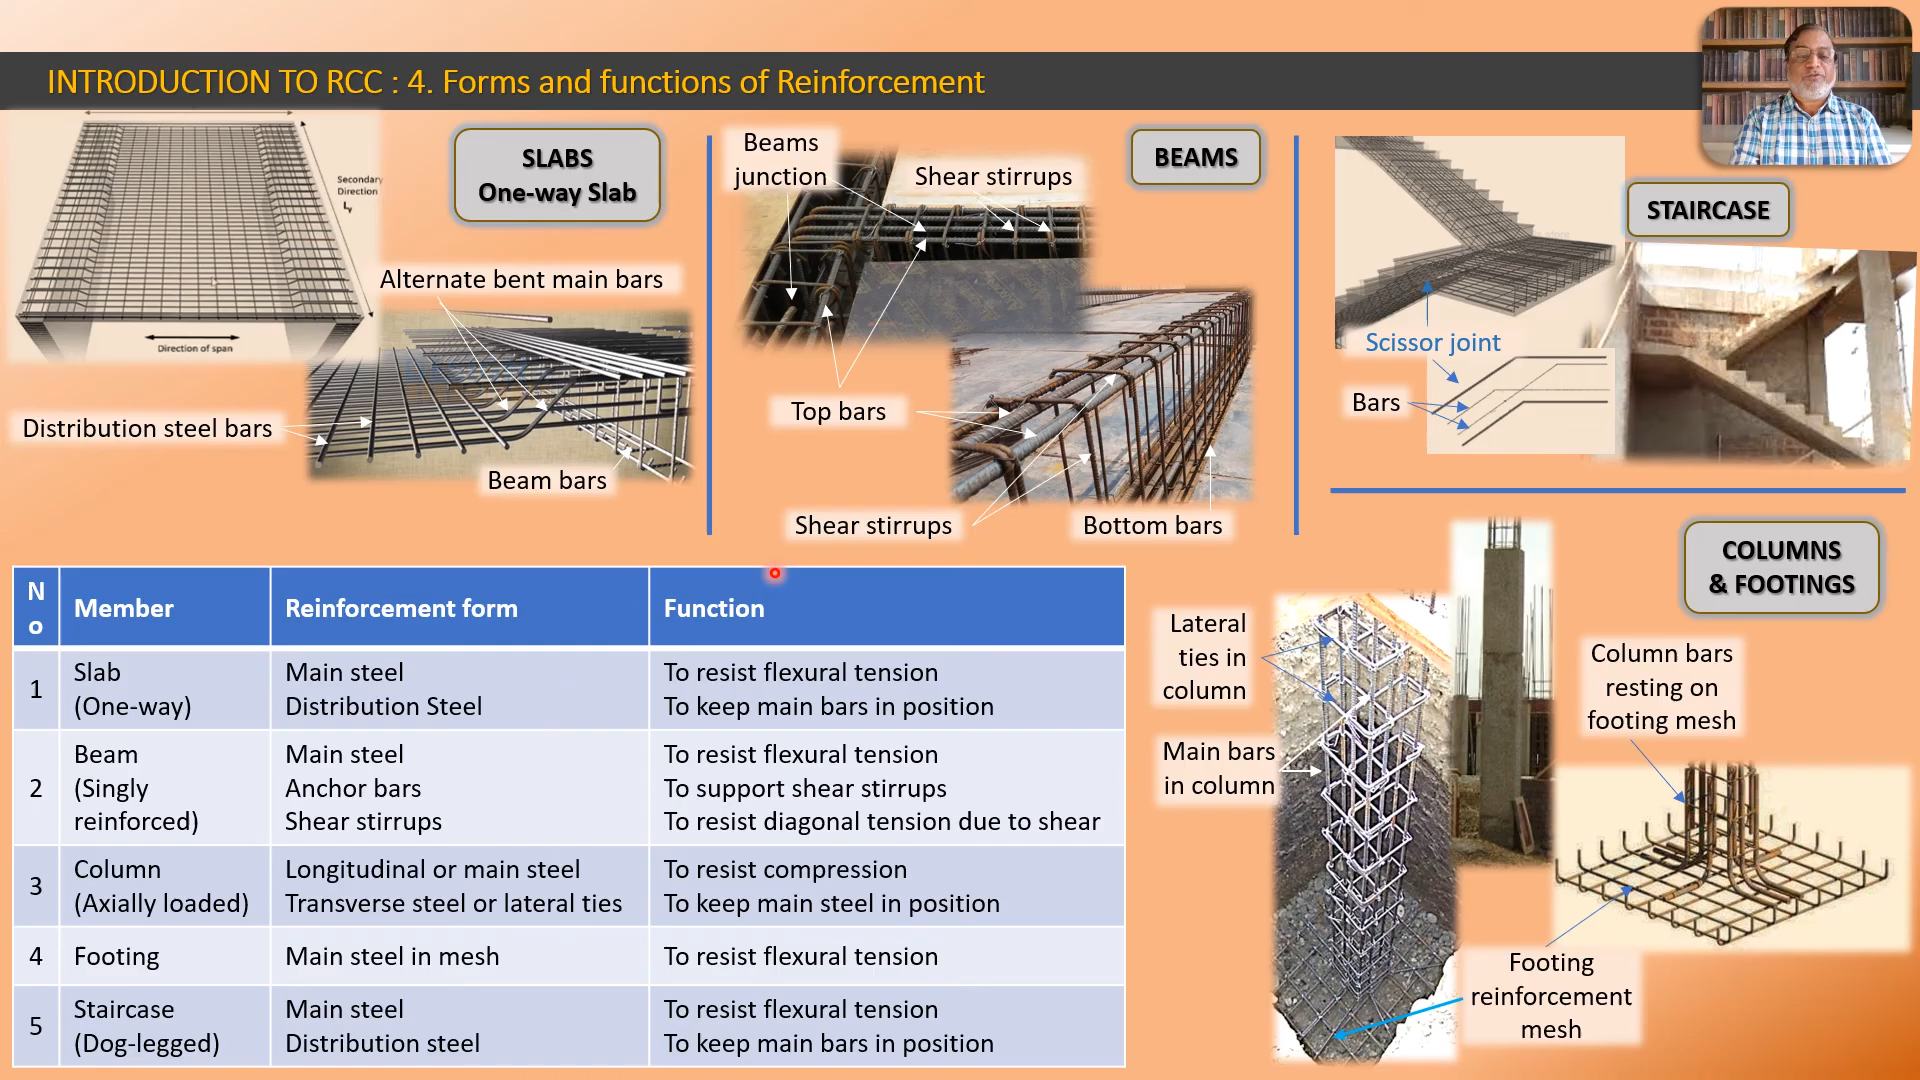 INTRODUCTION TO RCC : 4. Forms and functions of Reinforcement
SLABS
One-way Slab
Secondary
Direction
Ly
Direction of span
Alternate bent main bars
Distribution steel bars
Beam bars
BEAMS
Beams
junction
Shear stirrups
Top bars
Shear stirrups
Bottom bars
STAIRCASE
Scissor joint
Bars
COLUMNS
& FOOTINGS
Lateral
ties in
column
Main bars
in column
Column bars
resting on
footing mesh
Footing
reinforcement
mesh
No Member Reinforcement form Function
1 Slab Main steel To resist flexural tension
(One-way) Distribution Steel To keep main bars in position
2 Beam Main steel To resist flexural tension
(Singly Anchor bars To support shear stirrups
reinforced) Shear stirrups To resist diagonal tension due to shear
3 Column Longitudinal or main steel To resist compression
(Axially loaded) Transverse steel or lateral ties To keep main steel in position
4 Footing Main steel in mesh To resist flexural tension
5 Staircase Main steel To resist flexural tension
(Dog-legged) Distribution steel To keep main bars in position